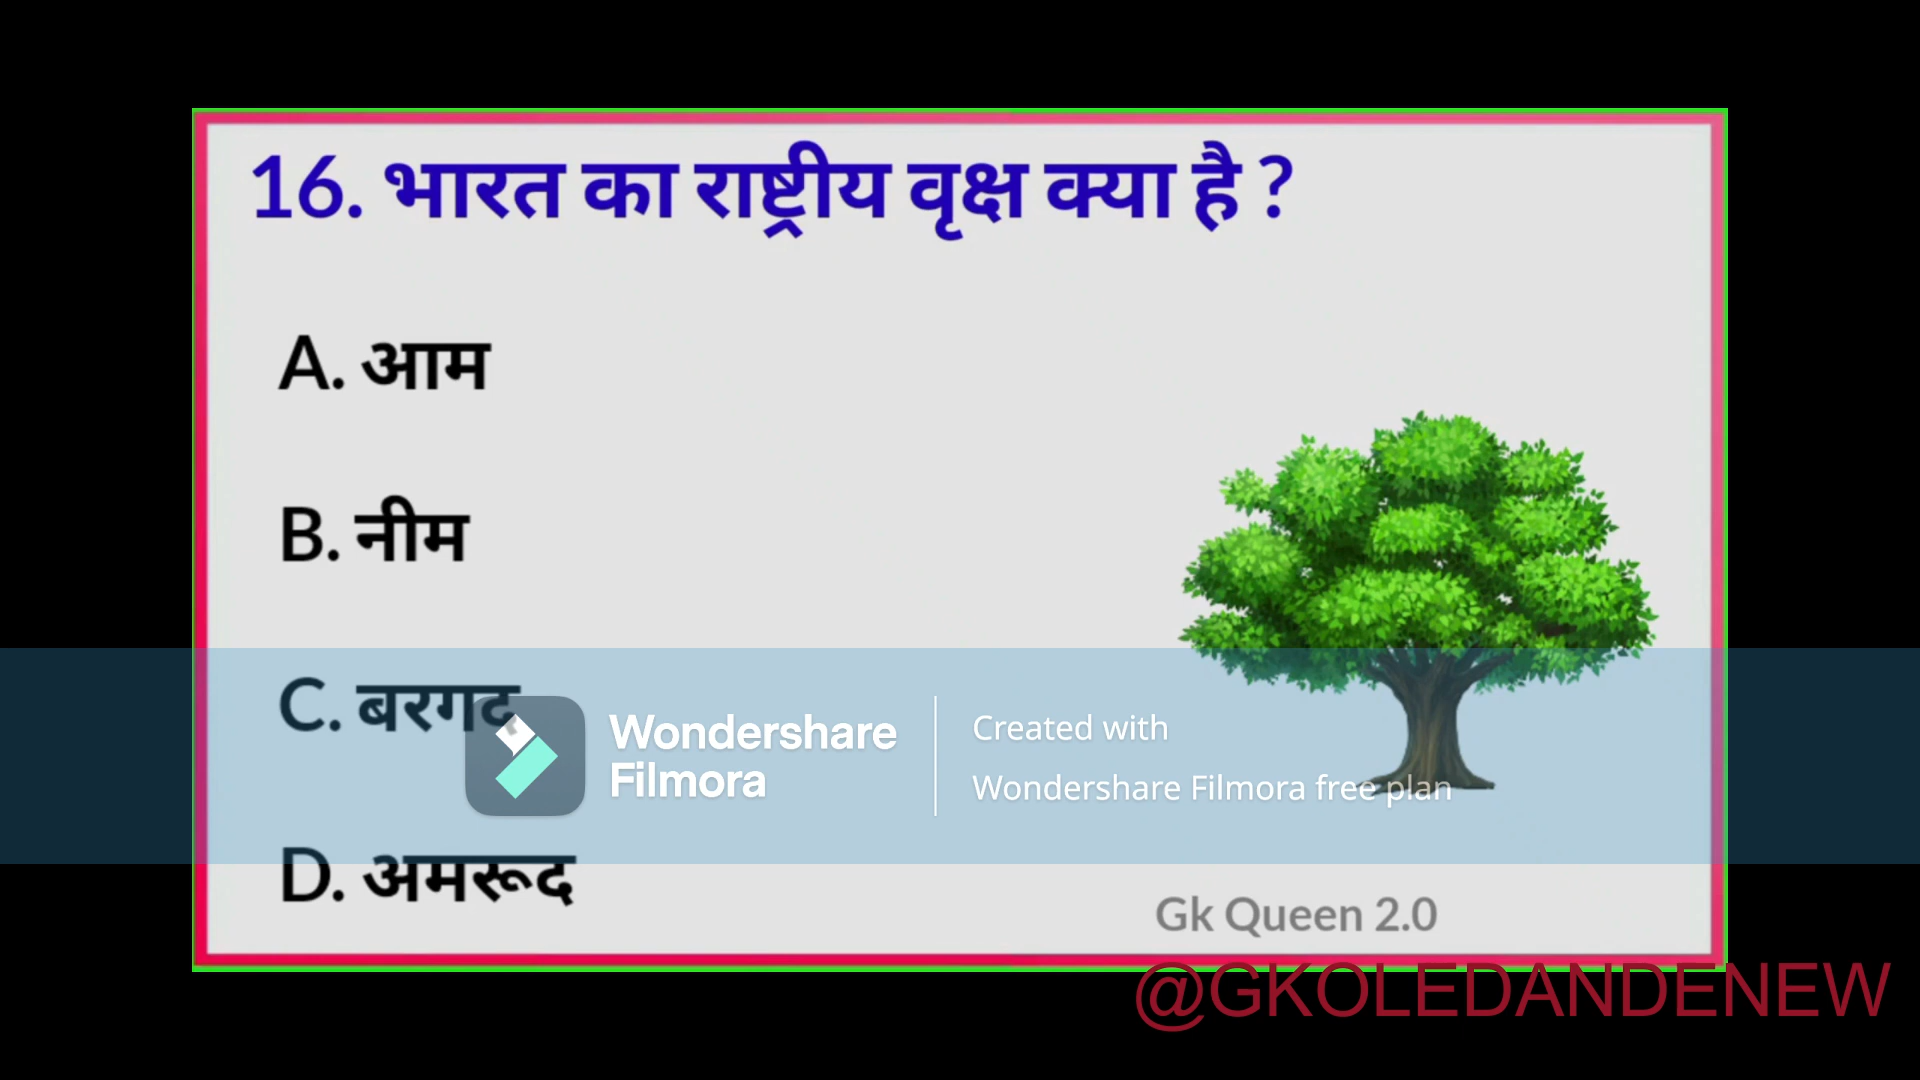 16. भारत का राष्ट्रीय वृक्ष क्या है ?
A. आम
B. नीम
C. बरगद
Wondershare
Filmora
Created with
Wondershare Filmora free plan
D. अमरूद
Gk Queen 2.0
@GKOLEDANDENEW